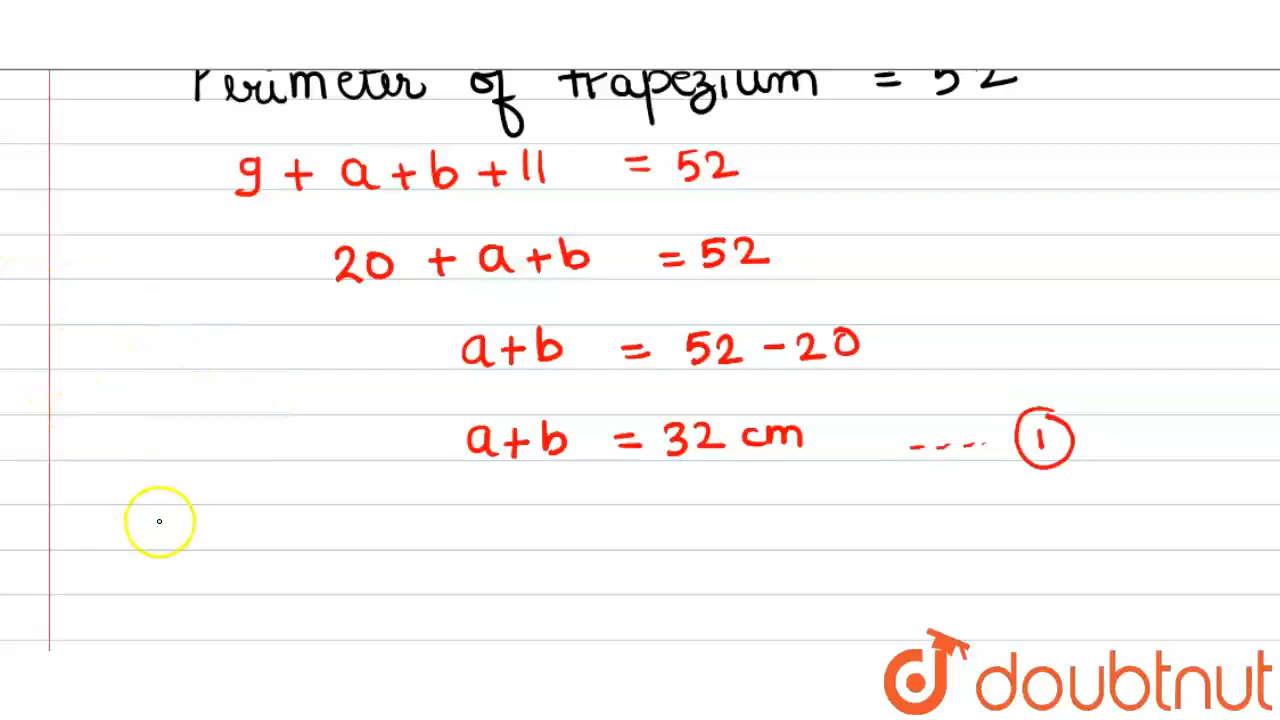 Perimeter of trapezium = 52
9 + a + b + 11 = 52
20 + a + b = 52
a + b = 52 - 20
a + b = 32 cm ..... 1
doubtnut